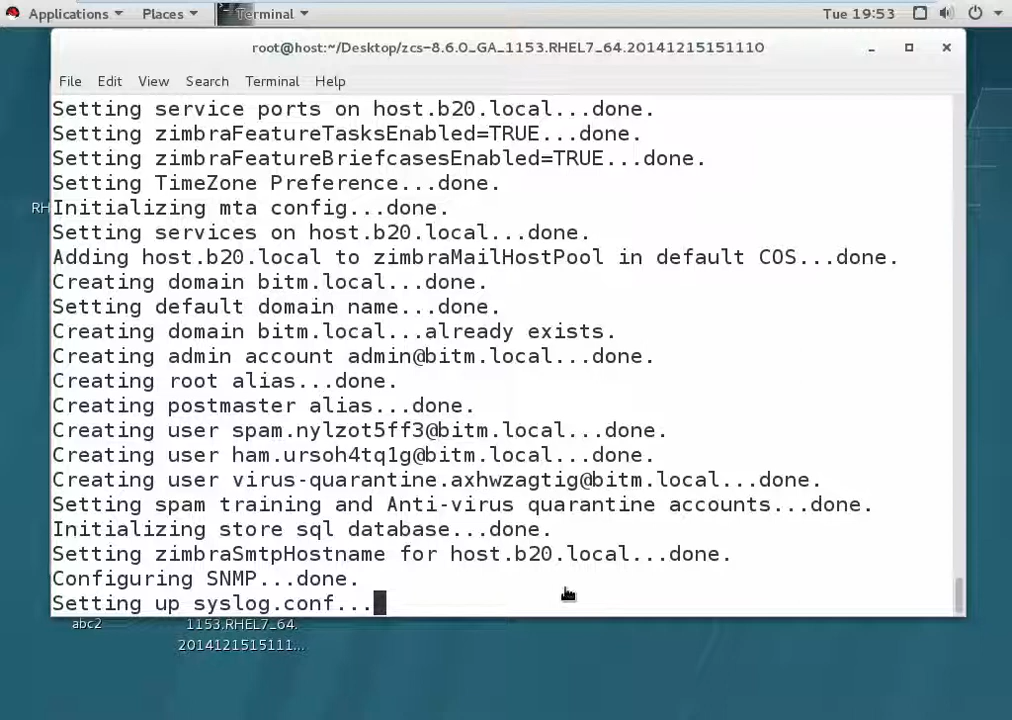 Applications
Places
Terminal
Tue 19:53
root@host:~/Desktop/zcs-8.6.0_GA_1153.RHEL7_64.20141215151110
File Edit View Search Terminal Help
Setting service ports on host.b20.local...done.
Setting zimbraFeatureTasksEnabled=TRUE...done.
Setting zimbraFeatureBriefcasesEnabled=TRUE...done.
Setting TimeZone Preference...done.
RH
Initializing mta config...done.
Setting services on host.b20.local...done.
Adding host.b20.local to zimbraMailHostPool in default COS...done.
Creating domain bitm.local...done.
Setting default domain name...done.
Creating domain bitm.local...already exists.
Creating admin account admin@bitm.local...done.
Creating root alias...done.
Creating postmaster alias...done.
Creating user spam.nylzot5ff3@bitm.local...done.
Creating user ham.ursoh4tq1g@bitm.local...done.
Creating user virus-quarantine.axhwzagtig@bitm.local...done.
Setting spam training and Anti-virus quarantine accounts...done.
Initializing store sql database...done.
Setting zimbraSmtpHostname for host.b20.local...done.
Configuring SNMP...done.
Setting up syslog.conf...
abc2
1153.RHEL7_64.
2014121515111...